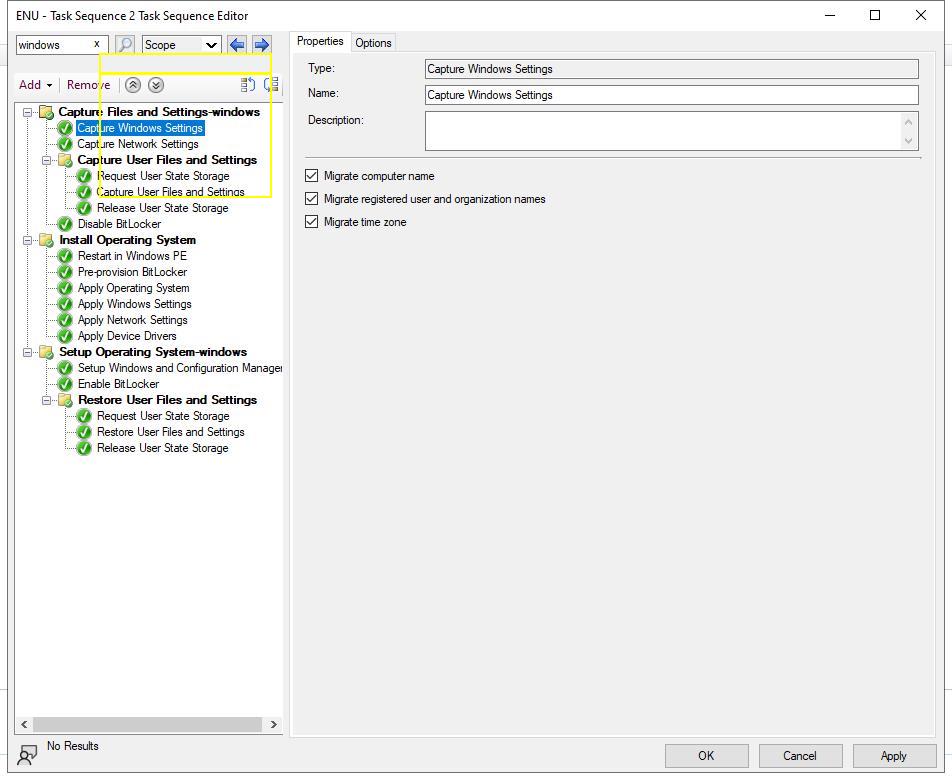 ENU - Task Sequence 2 Task Sequence Editor
windows x Scope
Add Remove
Capture Files and Settings-windows
Capture Windows Settings
Capture Network Settings
Capture User Files and Settings
Request User State Storage
Capture User Files and Settings
Release User State Storage
Disable BitLocker
Install Operating System
Restart in Windows PE
Pre-provision BitLocker
Apply Operating System
Apply Windows Settings
Apply Network Settings
Apply Device Drivers
Setup Operating System-windows
Setup Windows and Configuration Manager
Enable BitLocker
Restore User Files and Settings
Request User State Storage
Restore User Files and Settings
Release User State Storage
No Results
Properties Options
Type: Capture Windows Settings
Name: Capture Windows Settings
Description:
Migrate computer name
Migrate registered user and organization names
Migrate time zone
OK Cancel Apply